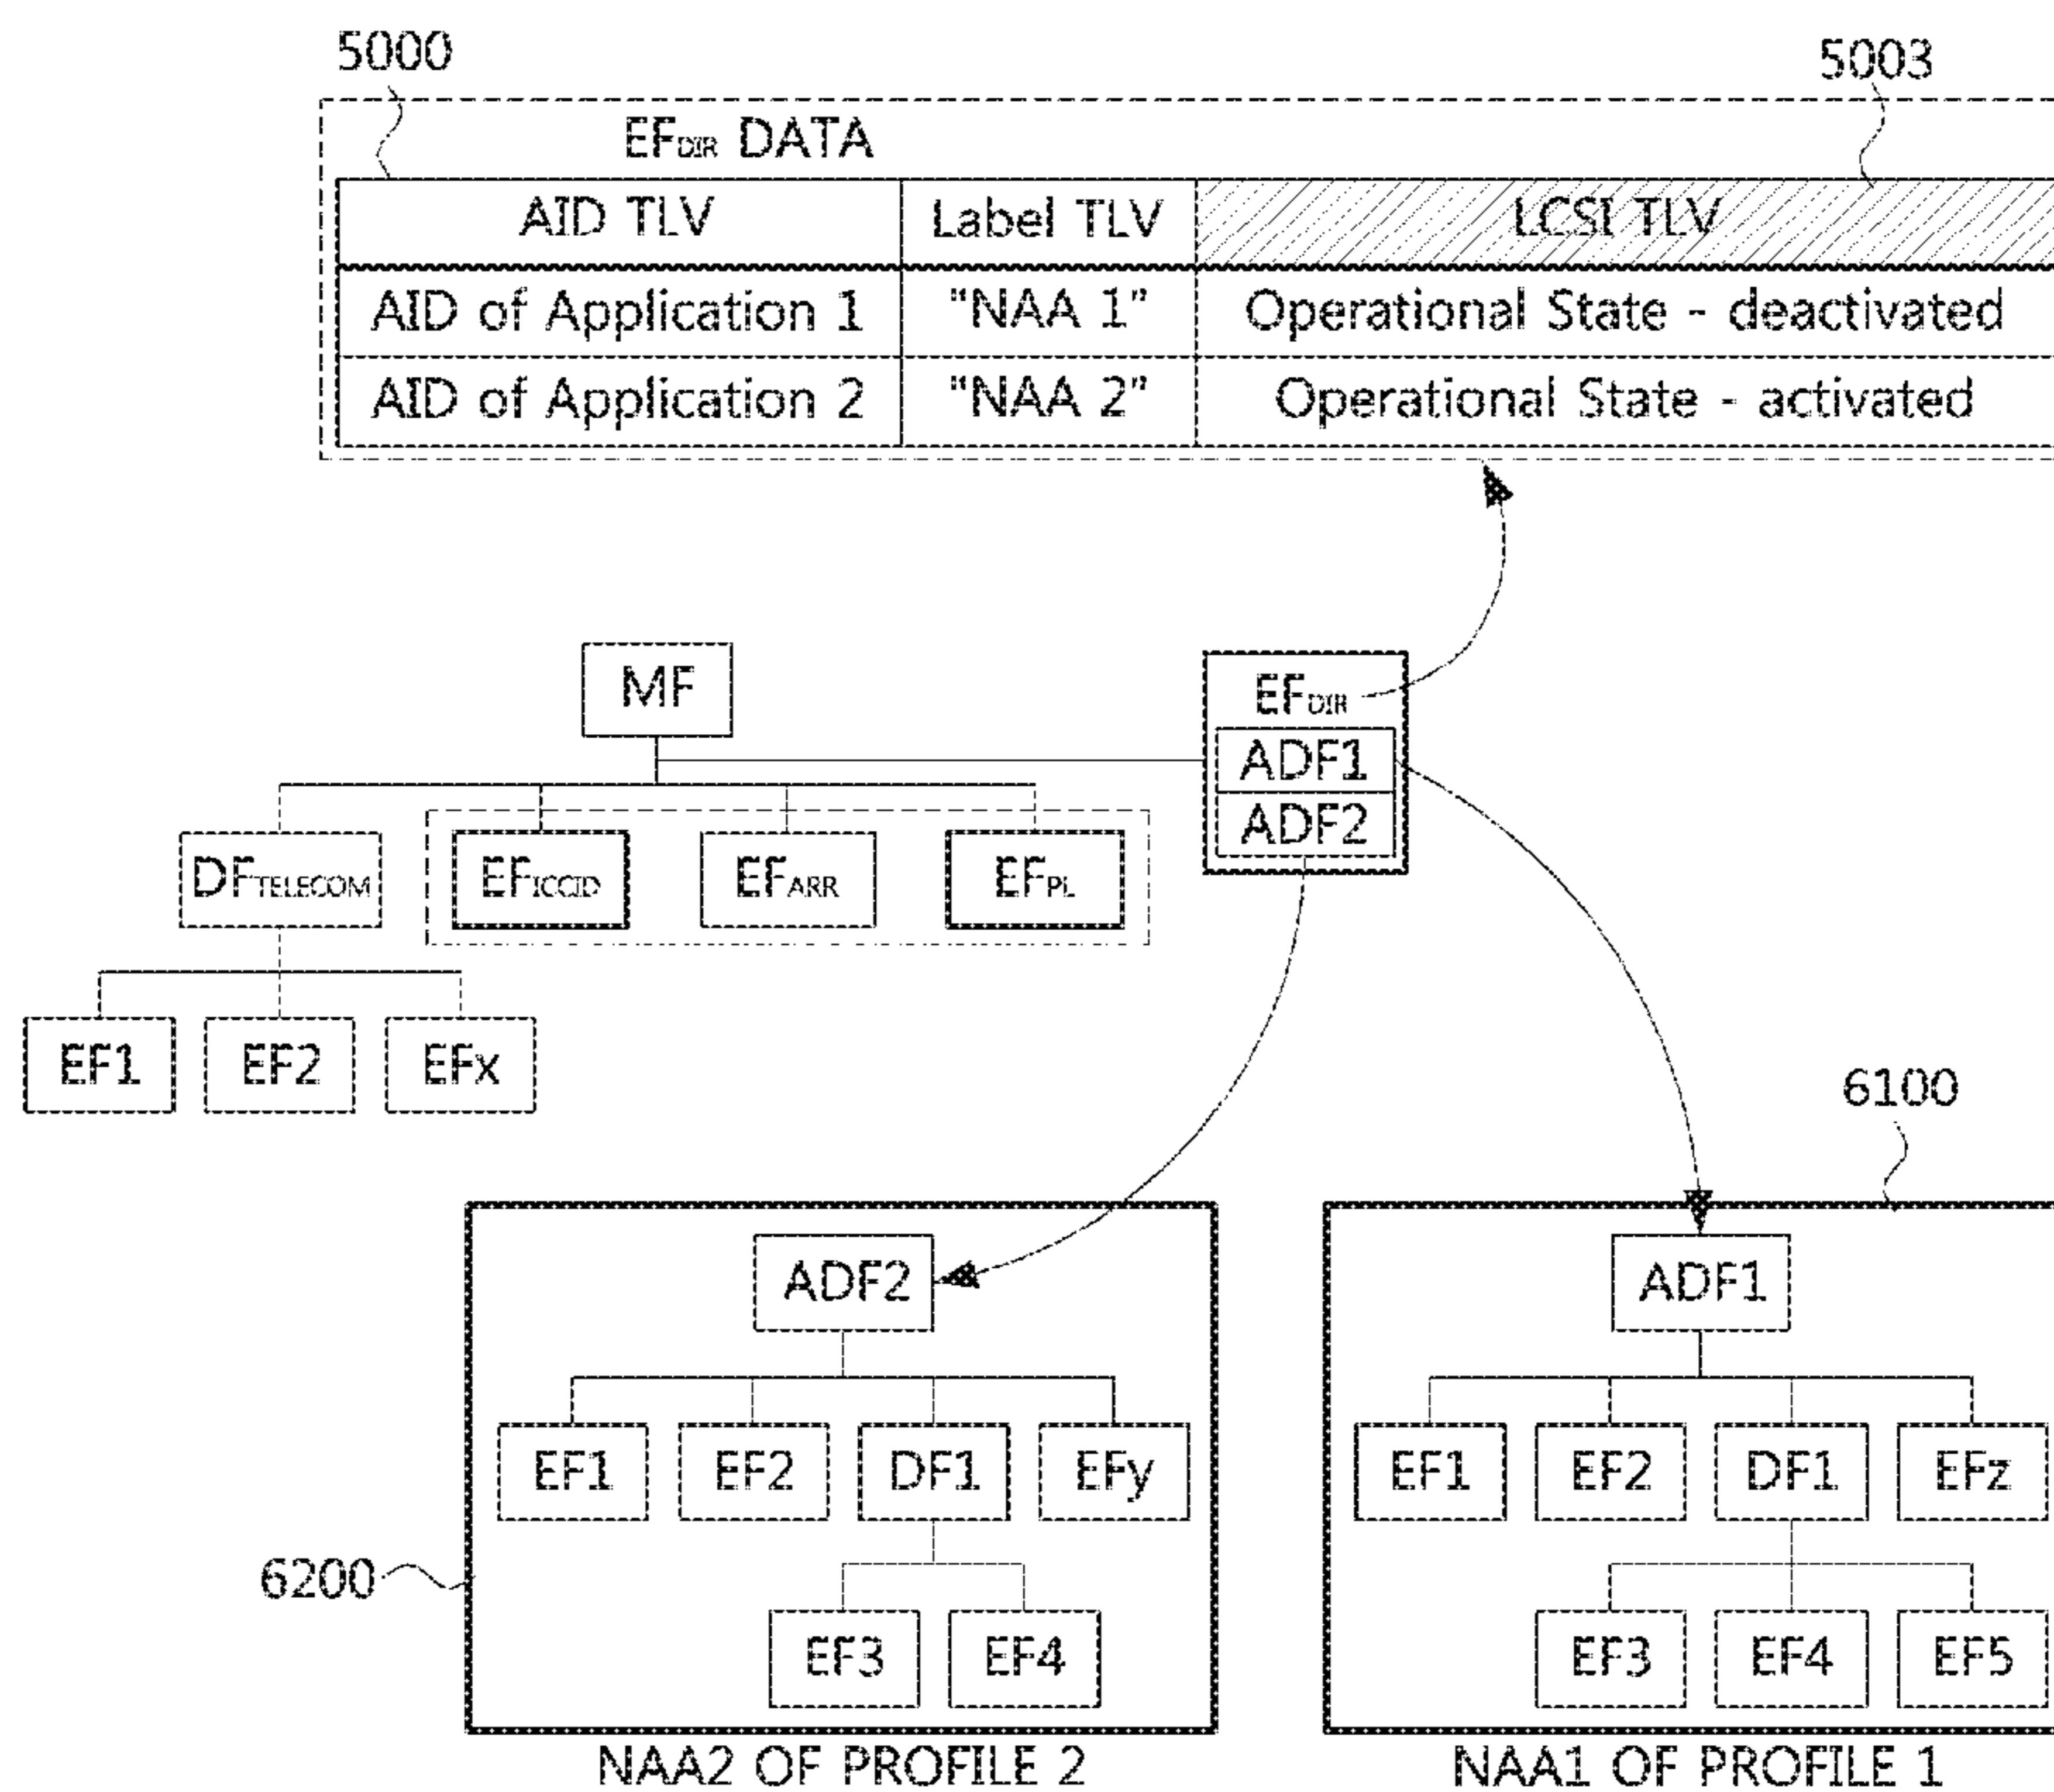 5000
5003
EFDIR DATA
AID TLV Label TLV LCSI TLV
AID of Application 1 "NAA 1" Operational State - deactivated
AID of Application 2 "NAA 2" Operational State - activated
MF
EFDIR
ADF1
ADF2
DFTELECOM EFICCID EFARR EFPL
EF1 EF2 EFx
6100
ADF2
ADF1
EF1 EF2 DF1 EFy
EF1 EF2 DF1 EFz
6200
EF3 EF4
EF3 EF4 EF5
NAA2 OF PROFILE 2
NAA1 OF PROFILE 1